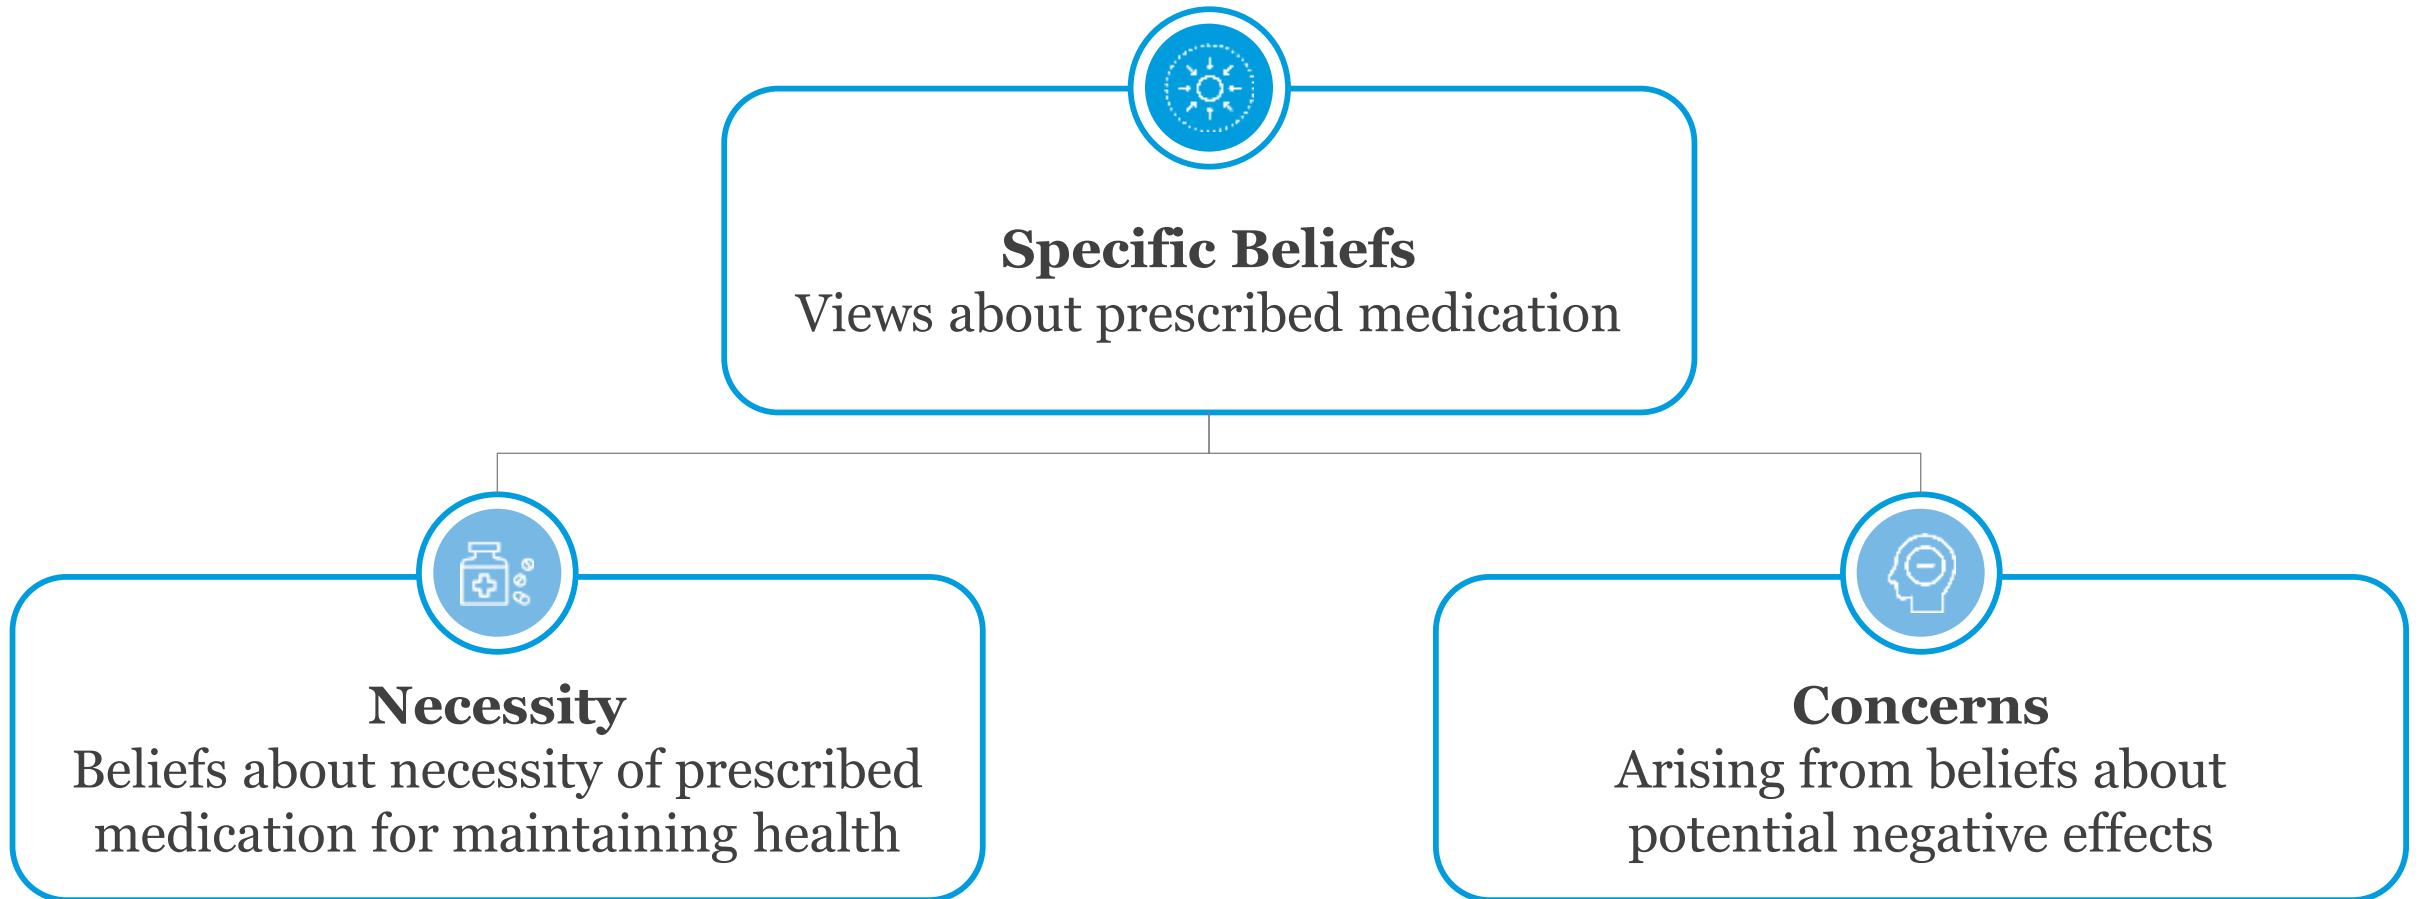 Specific Beliefs
Views about prescribed medication
Necessity
Beliefs about necessity of prescribed
medication for maintaining health
Concerns
Arising from beliefs about
potential negative effects